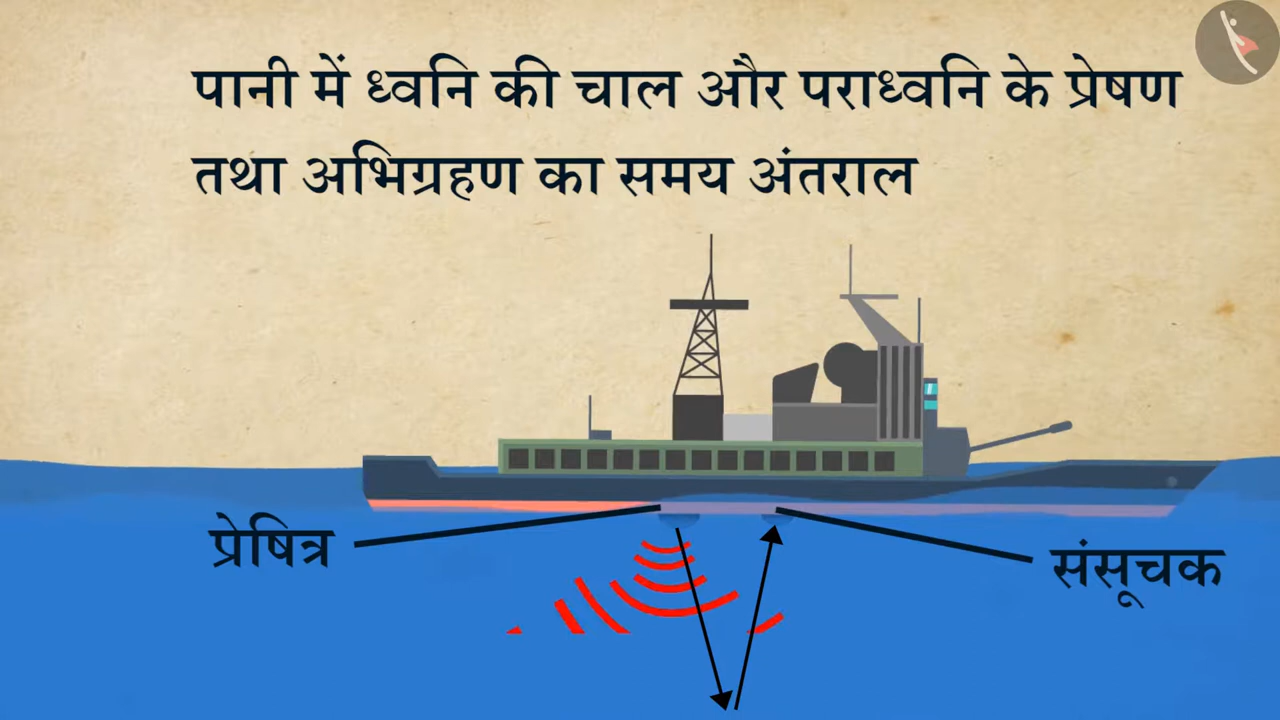 पानी में ध्वनि की चाल और पराध्वनि के प्रेषण
तथा अभिग्रहण का समय अंतराल
प्रेषित्र
संसूचक